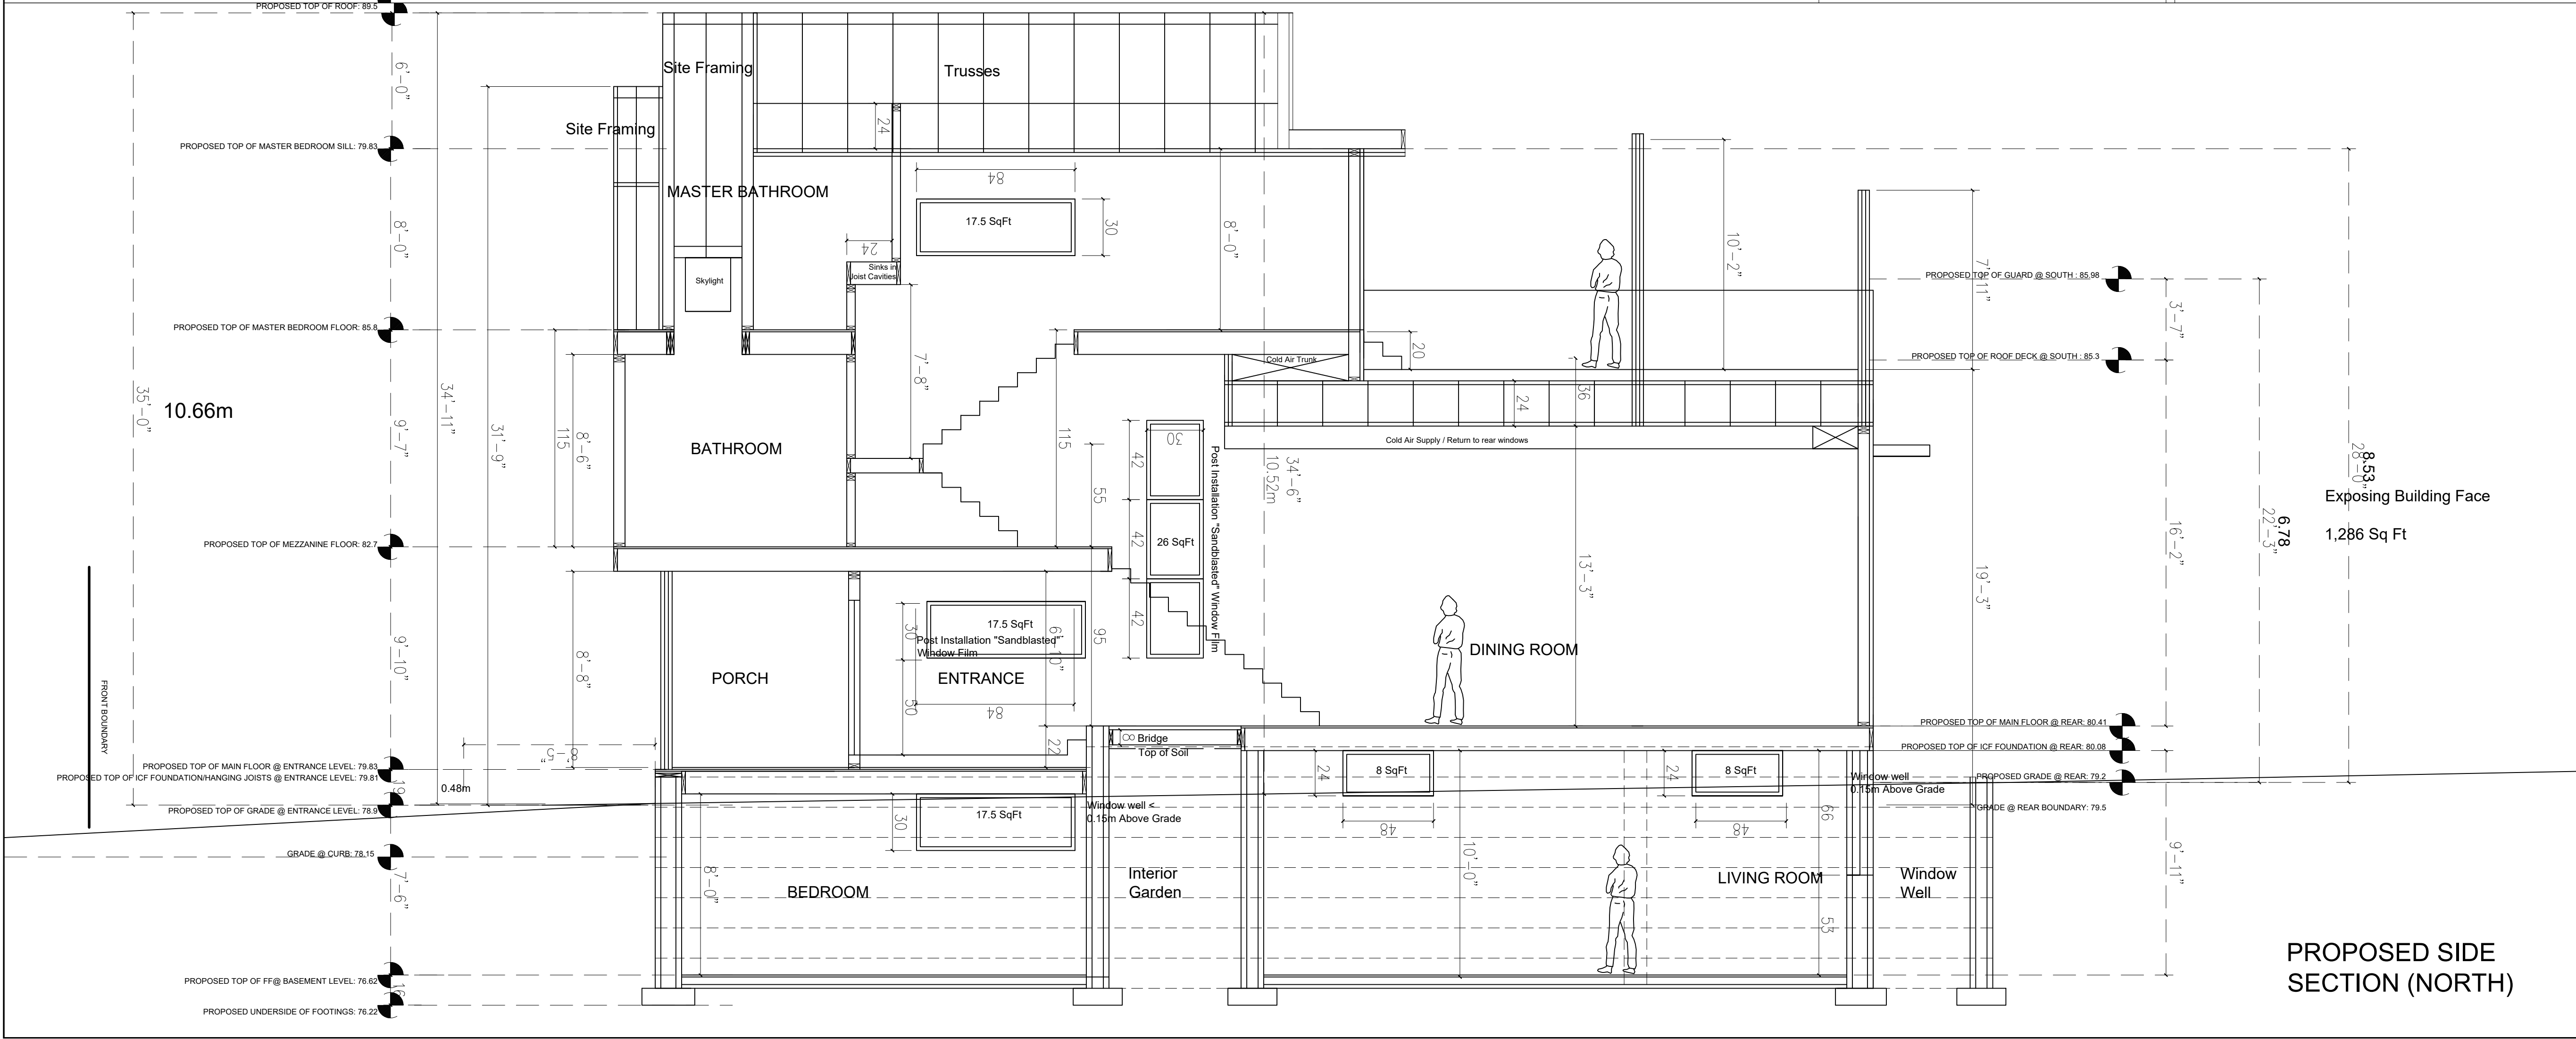 PROPOSED TOP OF ROOF: 89.5
6'-0"
Site Framing
Trusses
Site Framing
24
PROPOSED TOP OF MASTER BEDROOM SILL: 79.83
MASTER BATHROOM
84
17.5 SqFt
30
8'-0"
8'-0"
24
Sinks in
Joist Cavities
Skylight
10'-2"
7'-11"
PROPOSED TOP OF GUARD @ SOUTH : 85.98
3'-7"
PROPOSED TOP OF MASTER BEDROOM FLOOR: 85.8
20
Cold Air Trunk
PROPOSED TOP OF ROOF DECK @ SOUTH : 85.3
7'-8"
36
24
35'-0"
10.66m
34'-11"
31'-9"
9'-7"
115
8'-6"
BATHROOM
115
30
42
55
Post Installation "Sandblasted" Window Film
34'-6"
10.52m
Cold Air Supply / Return to rear windows
8.53
28'-0"
Exposing Building Face
1,286 Sq Ft
6.78
22'-3"
16'-2"
PROPOSED TOP OF MEZZANINE FLOOR: 82.7
42
26 SqFt
13'-3"
19'-3"
42
95
9'-10"
8'-8"
30
17.5 SqFt
Post Installation "Sandblasted"
Window Film
6'-10"
PORCH
ENTRANCE
DINING ROOM
50
84
22
FRONT BOUNDARY
8
Bridge
Top of Soil
PROPOSED TOP OF MAIN FLOOR @ REAR: 80.41
PROPOSED TOP OF ICF FOUNDATION @ REAR: 80.08
PROPOSED TOP OF MAIN FLOOR @ ENTRANCE LEVEL: 79.83
PROPOSED TOP OF ICF FOUNDATION/HANGING JOISTS @ ENTRANCE LEVEL: 79.81
0.48m
24
8 SqFt
24
8 SqFt
Window well
0.15m Above Grade
PROPOSED GRADE @ REAR: 79.2
GRADE @ REAR BOUNDARY: 79.5
PROPOSED TOP OF GRADE @ ENTRANCE LEVEL: 78.9
30
17.5 SqFt
Window well <
0.15m Above Grade
48
48
66
GRADE @ CURB: 78.15
7'-6"
8'-0"
BEDROOM
Interior
Garden
10'-0"
LIVING ROOM
53
Window
Well
9'-11"
PROPOSED TOP OF FF@ BASEMENT LEVEL: 76.62
16
PROPOSED UNDERSIDE OF FOOTINGS: 76.22
PROPOSED SIDE
SECTION (NORTH)